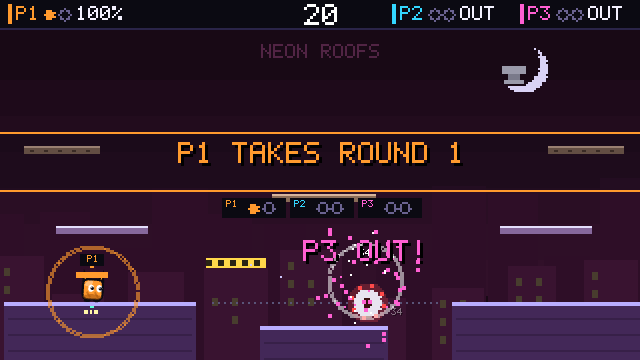 P1 100%
20
P2 OUT
P3 OUT
NEON ROOFS
P1 TAKES ROUND 1
P1 P2 P3
P3 OUT!
P1